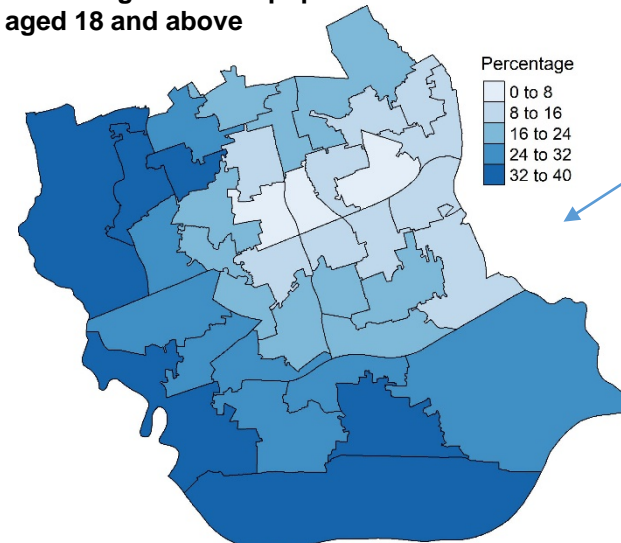 aged 18 and above
Percentage
0 to 8
8 to 16
16 to 24
24 to 32
32 to 40